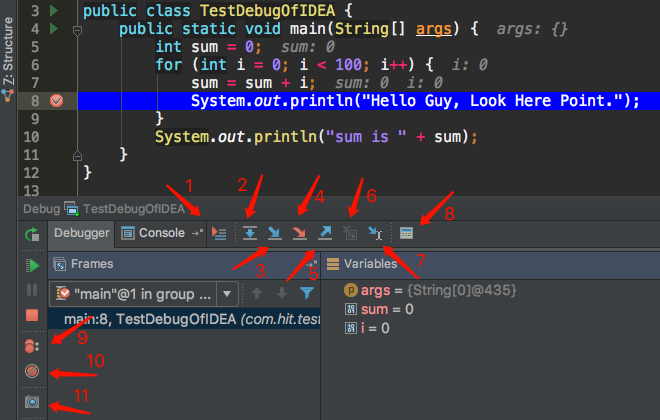 3 public class TestDebugOfIDEA {
4 public static void main(String[] args) { args: {}
5 int sum = 0; sum: 0
6 for (int i = 0; i < 100; i++) { i: 0
7 sum = sum + i; sum: 0 i: 0
8 System.out.println("Hello Guy, Look Here Point.");
9 }
10 System.out.println("sum is " + sum);
11 }
12 }
13
7: Structure
1 2 4 6 8
Debug TestDebugOfIDEA
Debugger Console
3 5 7
Frames Variables
"main"@1 in group ...
args = {String[0]@435}
main:8, TestDebugOfIDEA (com.hit.test
sum = 0
i = 0
9
10
11